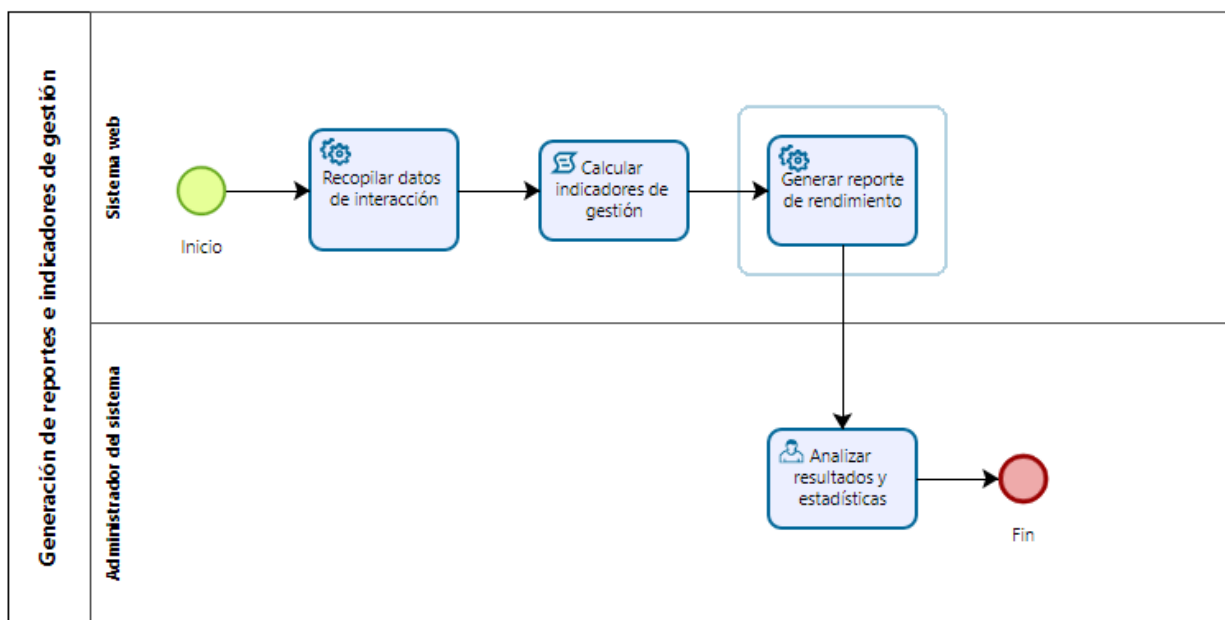 Generación de reportes e indicadores de gestión
Sistema web
Inicio
Recopilar datos
de interacción
Calcular
indicadores de
gestión
Generar reporte
de rendimiento
Administrador del sistema
Analizar
resultados y
estadísticas
Fin